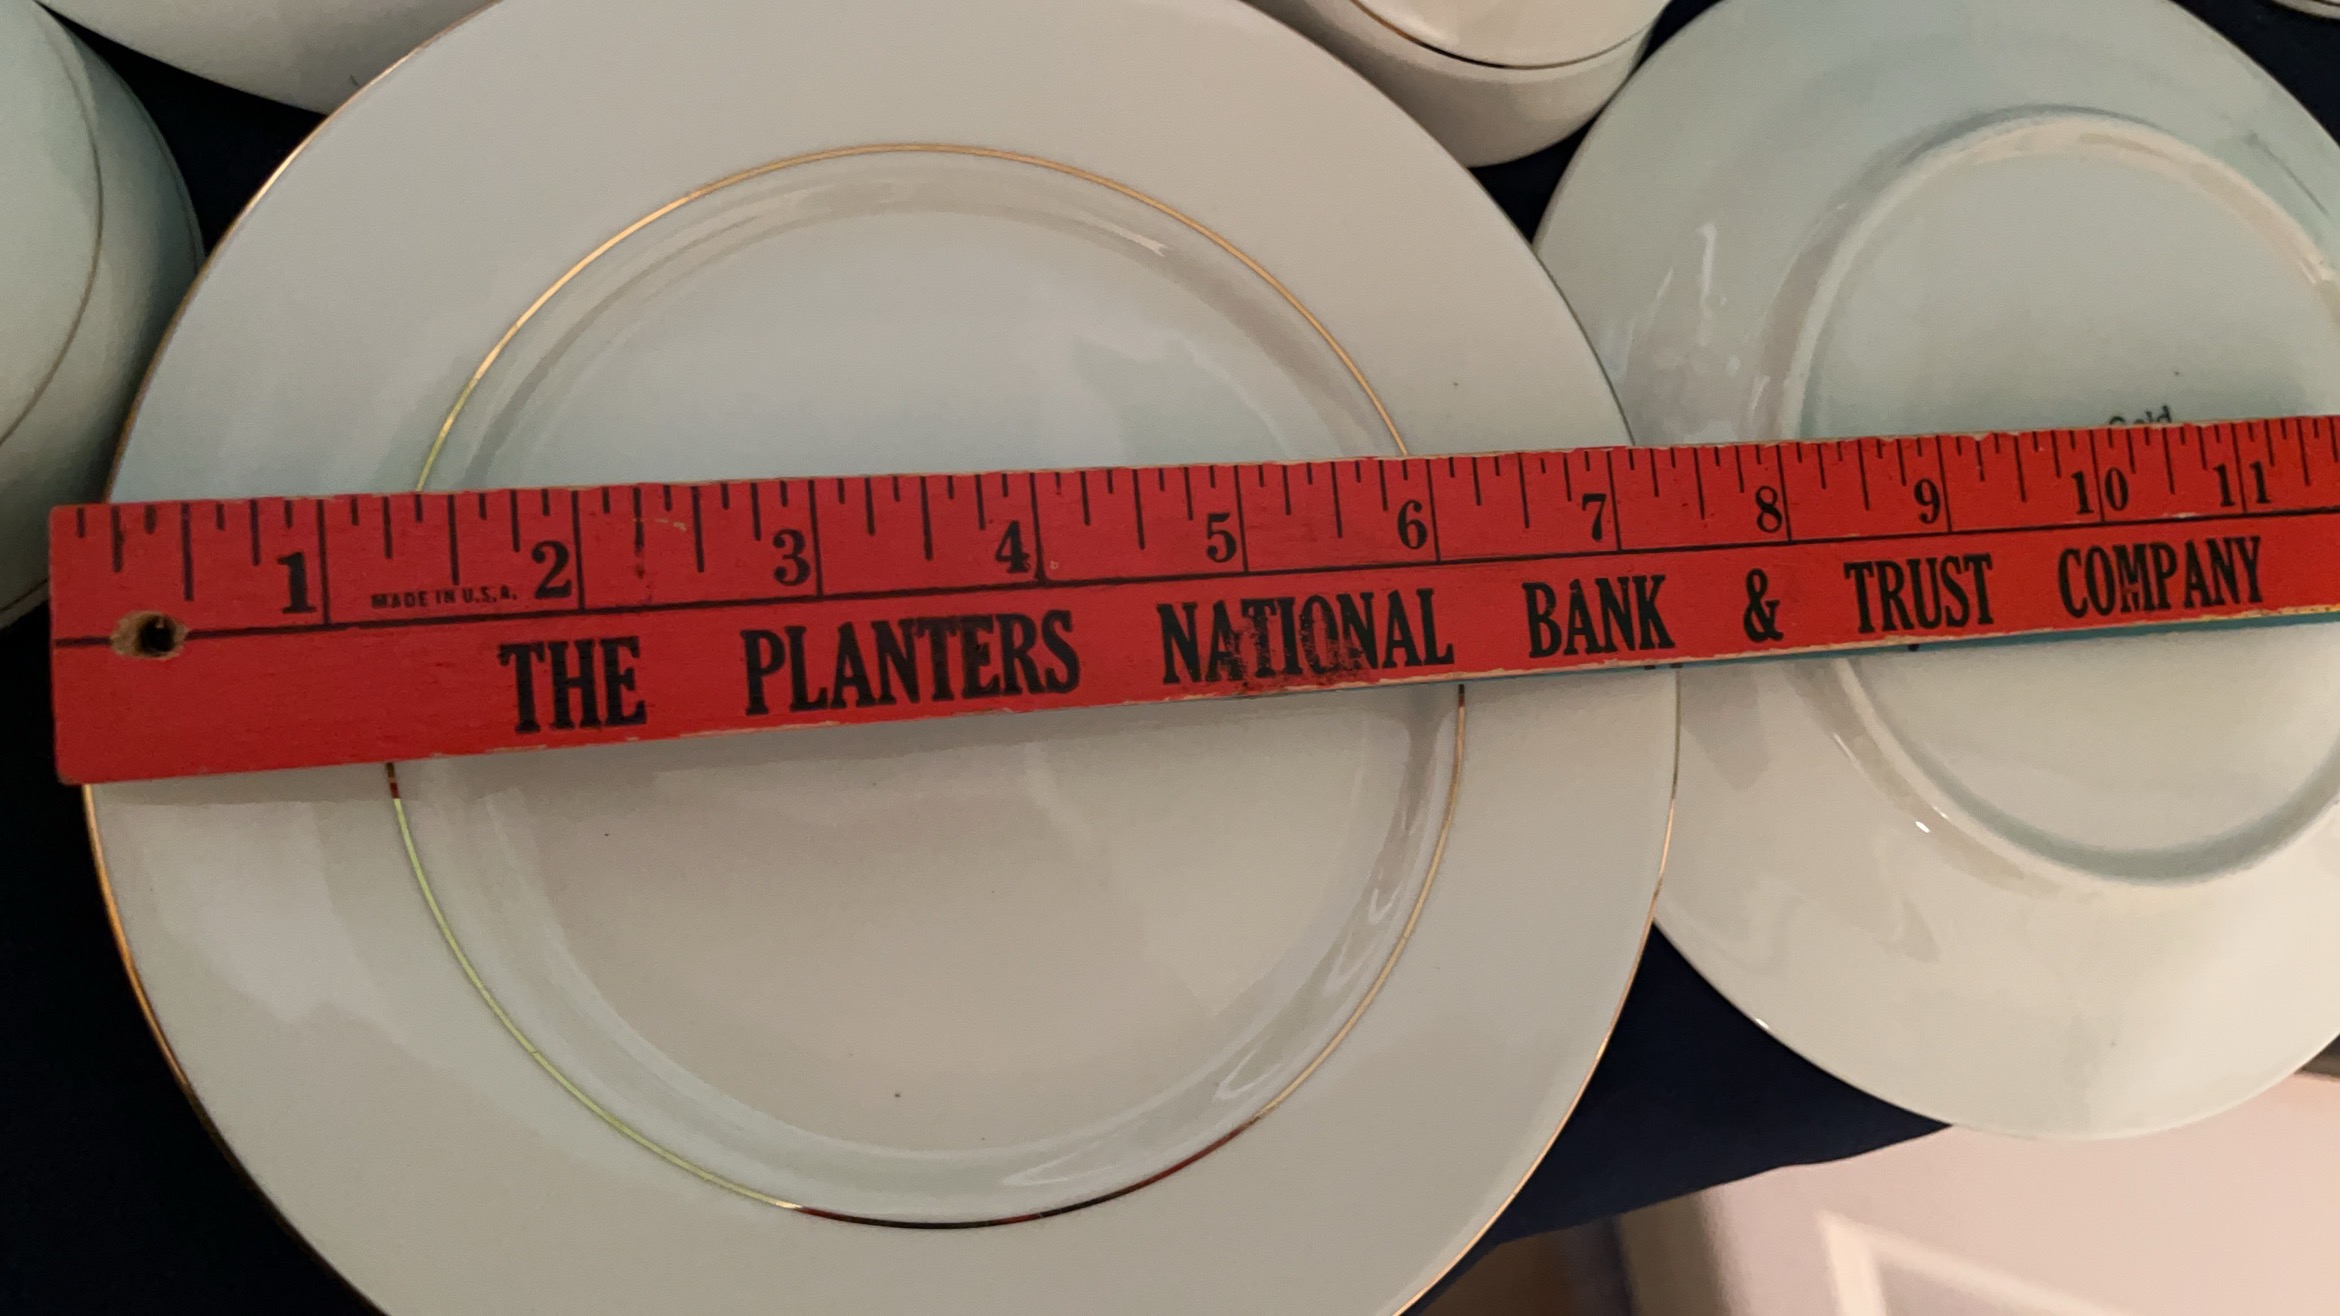 Gold
1 2 3 4 5 6 7 8 9 10 11
MADE IN U.S.A.
THE PLANTERS NATIONAL BANK & TRUST COMPANY